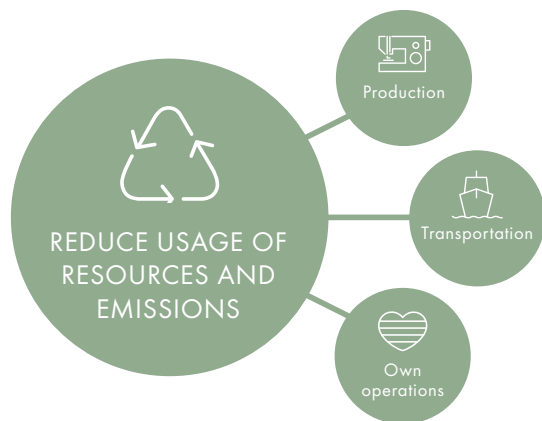 REDUCE USAGE OF
RESOURCES AND
EMISSIONS
Production
Transportation
Own
operations